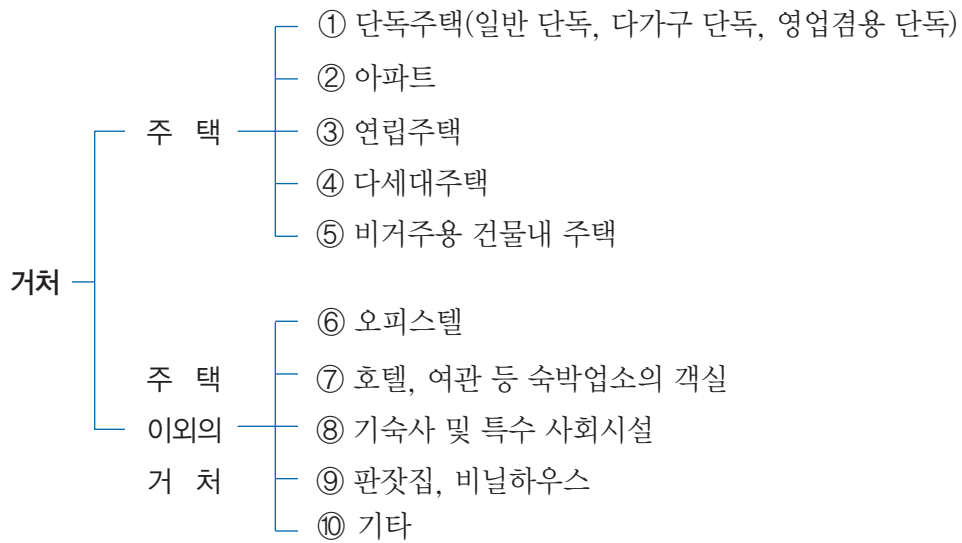 ① 단독주택(일반 단독, 다가구 단독, 영업겸용 단독)
② 아파트
주 택
③ 연립주택
④ 다세대주택
⑤ 비거주용 건물내 주택
거처
⑥ 오피스텔
주 택
⑦ 호텔, 여관 등 숙박업소의 객실
이외의
⑧ 기숙사 및 특수 사회시설
거 처
⑨ 판잣집, 비닐하우스
⑩ 기타